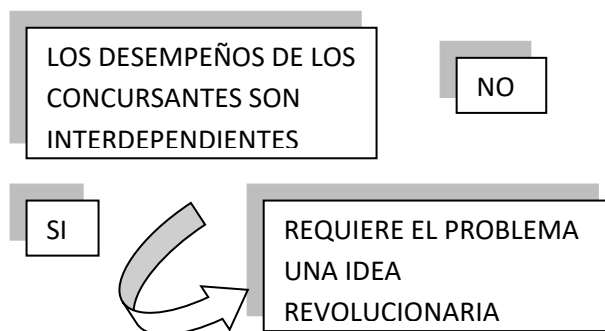 LOS DESEMPEÑOS DE LOS
CONCURSANTES SON
INTERDEPENDIENTES
NO
SI
REQUIERE EL PROBLEMA
UNA IDEA
REVOLUCIONARIA